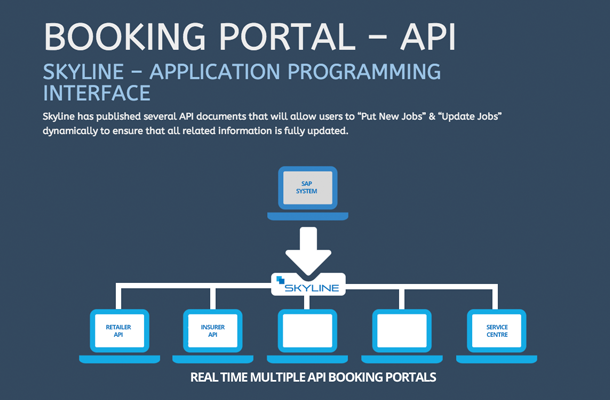 BOOKING PORTAL – API
SKYLINE – APPLICATION PROGRAMMING
INTERFACE
Skyline has published several API documents that will allow users to “Put New Jobs” & “Update Jobs”
dynamically to ensure that all related information is fully updated.
SAP
SYSTEM
SKYLINE
RETAILER
API
INSURER
API
SERVICE
CENTRE
REAL TIME MULTIPLE API BOOKING PORTALS